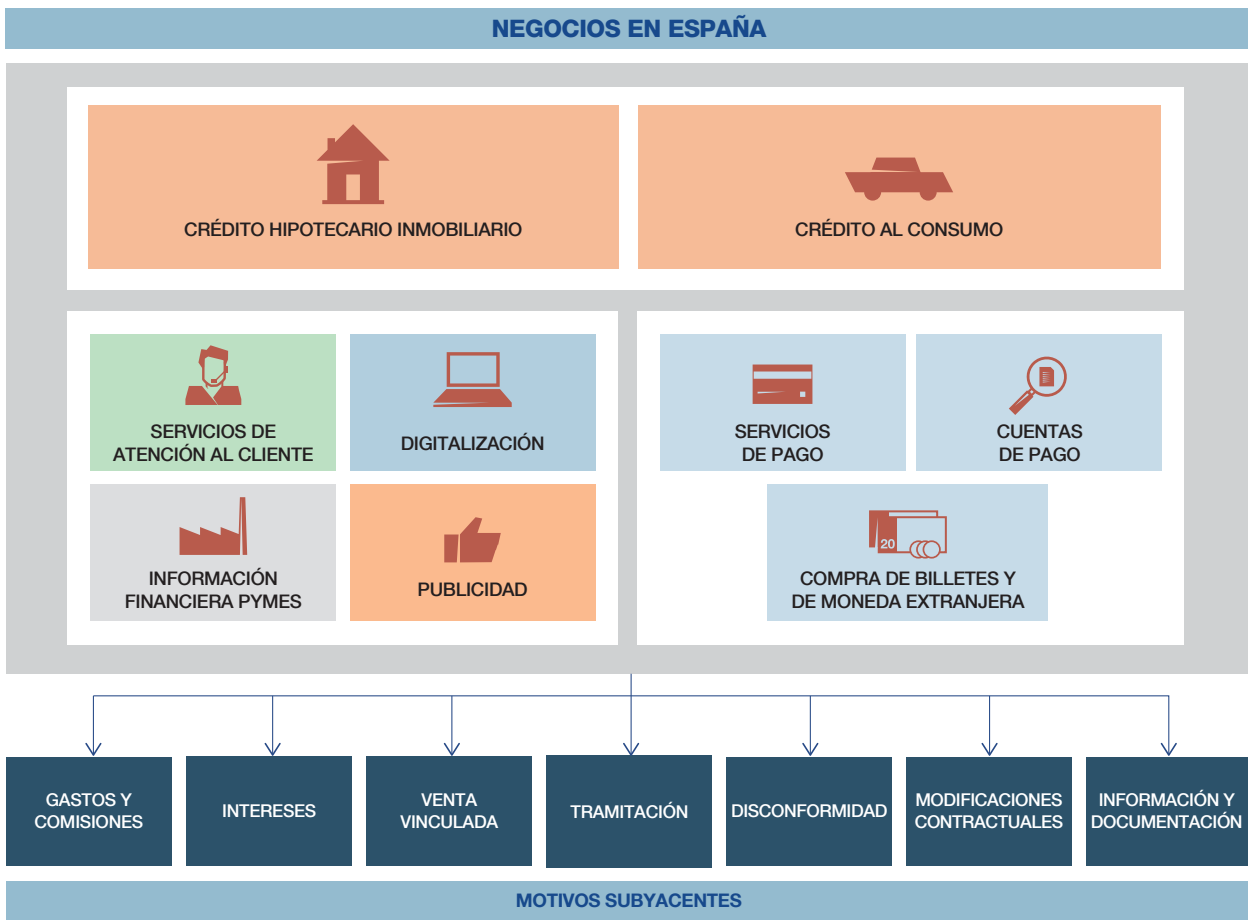 NEGOCIOS EN ESPAÑA
CRÉDITO HIPOTECARIO INMOBILIARIO
CRÉDITO AL CONSUMO
SERVICIOS DE
ATENCIÓN AL CLIENTE
DIGITALIZACIÓN
SERVICIOS
DE PAGO
CUENTAS
DE PAGO
INFORMACIÓN
FINANCIERA PYMES
PUBLICIDAD
20
COMPRA DE BILLETES Y
DE MONEDA EXTRANJERA
GASTOS Y
COMISIONES
INTERESES
VENTA
VINCULADA
TRAMITACIÓN
DISCONFORMIDAD
MODIFICACIONES
CONTRACTUALES
INFORMACIÓN Y
DOCUMENTACIÓN
MOTIVOS SUBYACENTES